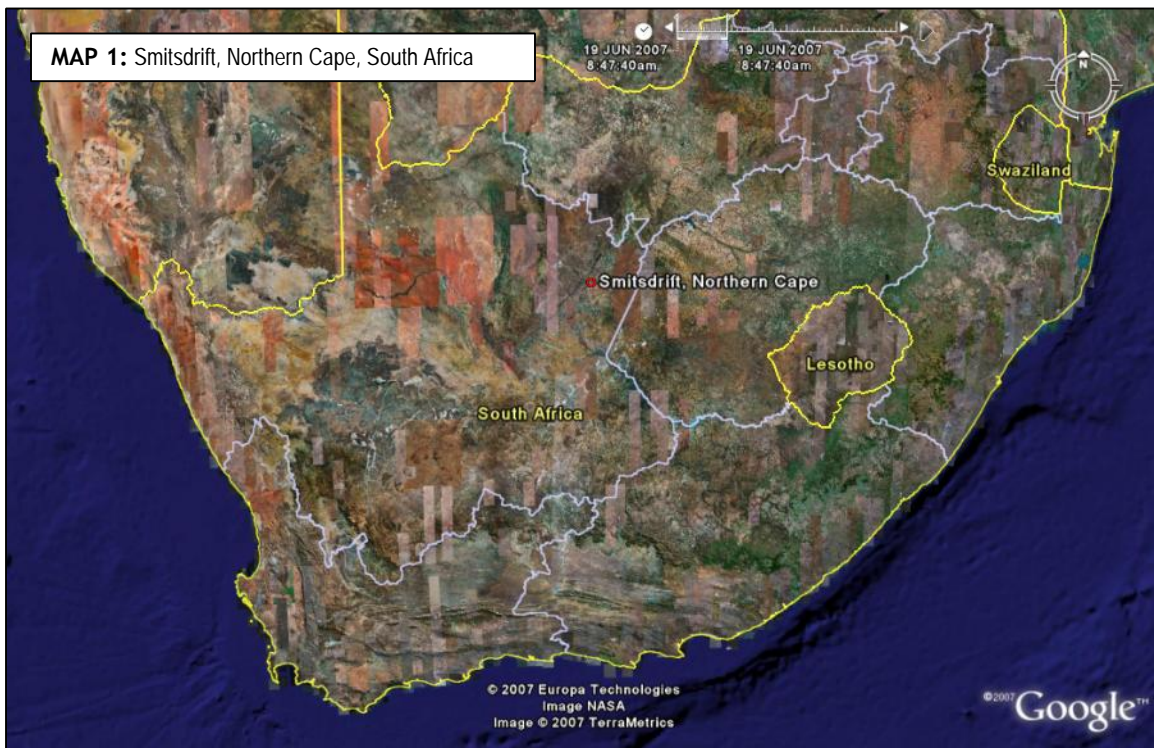 MAP 1: Smitsdrift, Northern Cape, South Africa
19 JUN 2007
8:47:40am
19 JUN 2007
8:47:40am
N
Swaziland
Smitsdrift, Northern Cape
Lesotho
South Africa
© 2007 Europa Technologies
Image NASA
Image © 2007 TerraMetrics
©2007 Google™